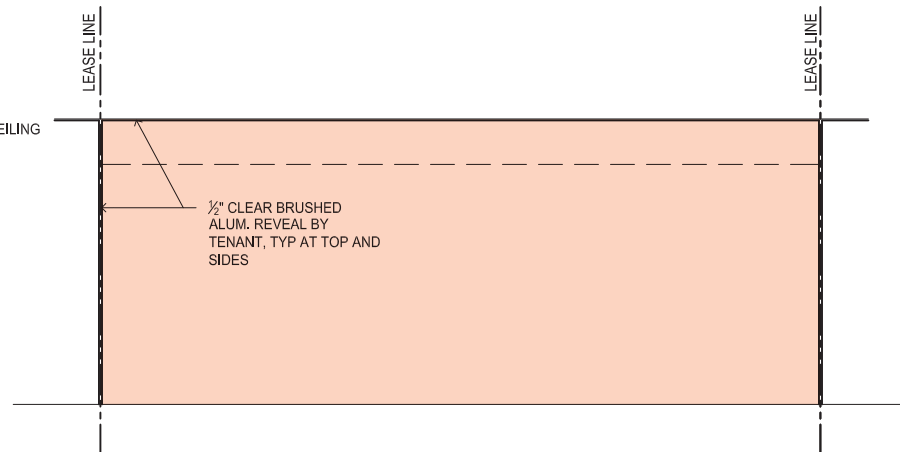 LEASE LINE
LEASE LINE
EILING
½" CLEAR BRUSHED
ALUM. REVEAL BY
TENANT, TYP AT TOP AND
SIDES